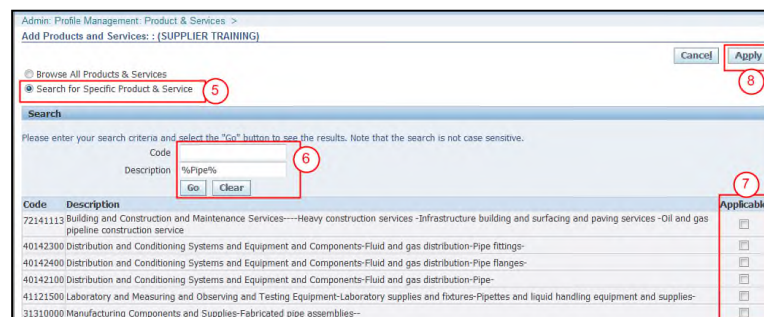 Admin: Profile Management: Product & Services >
Add Products and Services: : (SUPPLIER TRAINING)
Cancel Apply
8
Browse All Products & Services
Search for Specific Product & Service
5
Search
Please enter your search criteria and select the "Go" button to see the results. Note that the search is not case sensitive.
Code
6
Description %Pipe%
Go Clear
7
Code Description Applicable
72141113 Building and Construction and Maintenance Services----Heavy construction services -Infrastructure building and surfacing and paving services -Oil and gas
pipeline construction service
40142300 Distribution and Conditioning Systems and Equipment and Components-Fluid and gas distribution-Pipe fittings-
40142400 Distribution and Conditioning Systems and Equipment and Components-Fluid and gas distribution-Pipe flanges-
40142100 Distribution and Conditioning Systems and Equipment and Components-Fluid and gas distribution-Pipe-
41121500 Laboratory and Measuring and Observing and Testing Equipment-Laboratory supplies and fixtures-Pipettes and liquid handling equipment and supplies-
31310000 Manufacturing Components and Supplies-Fabricated pipe assemblies--